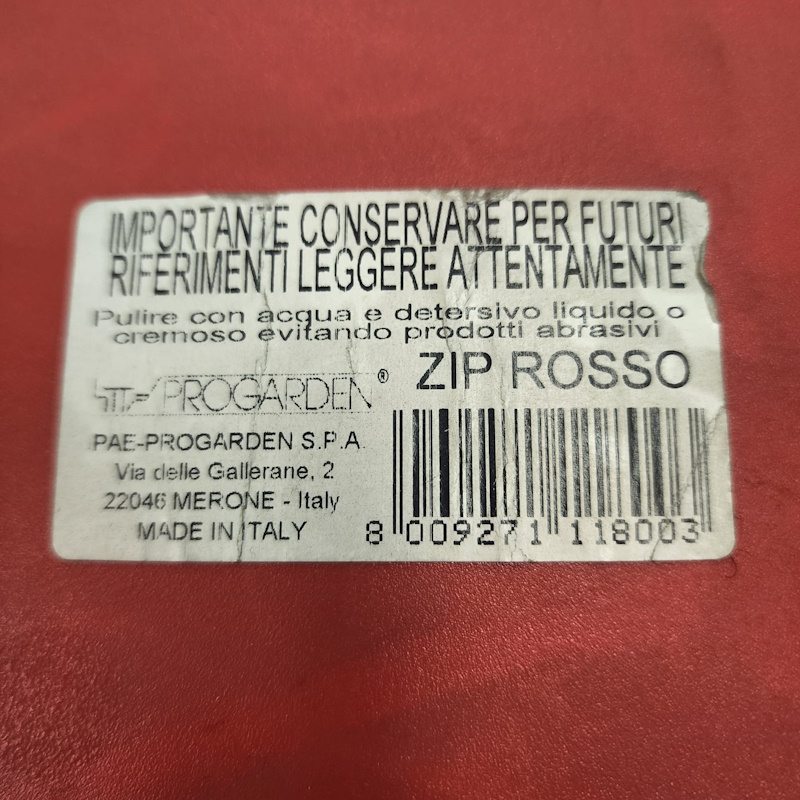 IMPORTANTE CONSERVARE PER FUTURI
RIFERIMENTI LEGGERE ATTENTAMENTE
Pulire con acqua e detersivo liquido o
cremoso evitando prodotti abrasivi
PROGARDEN®
ZIP ROSSO
PAE-PROGARDEN S.P.A.
Via delle Gallerane, 2
22046 MERONE - Italy
MADE IN ITALY
8 009271 118003